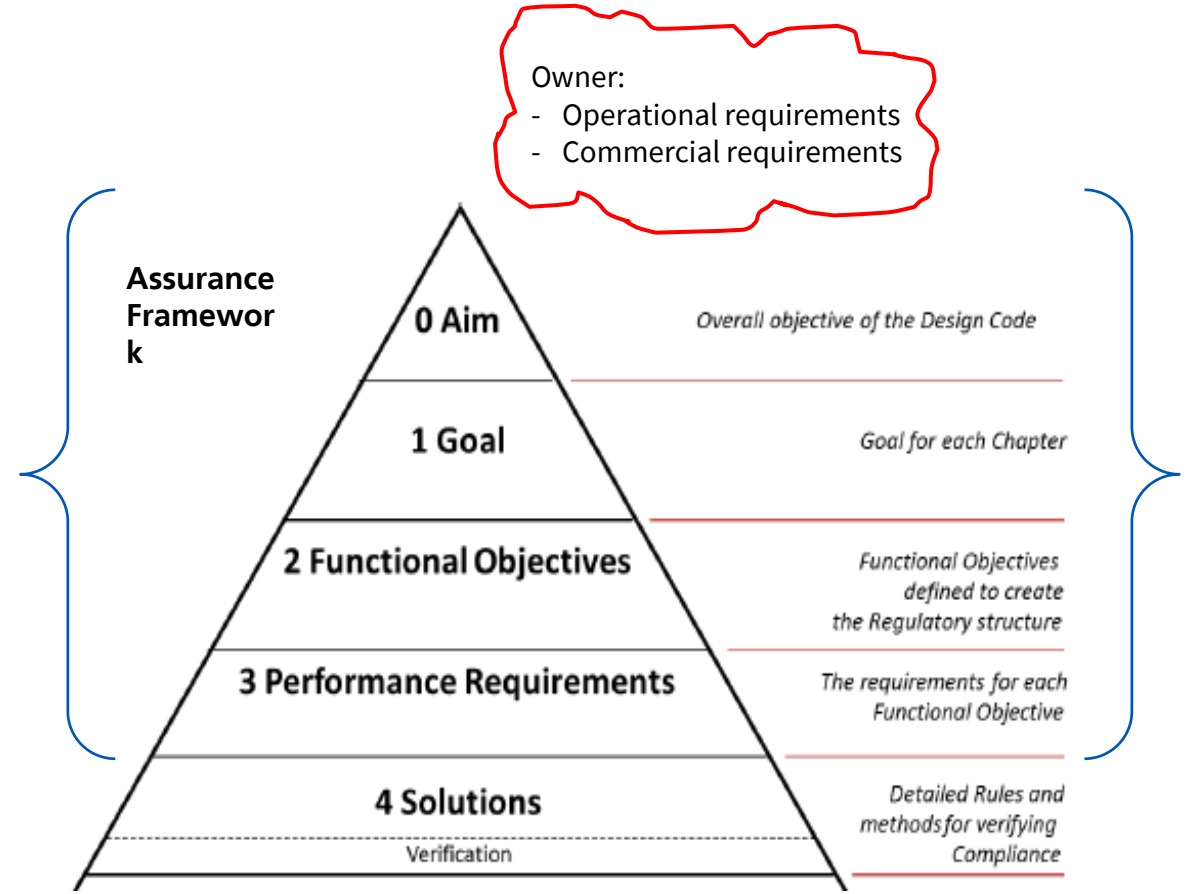 Owner:
- Operational requirements
- Commercial requirements
Assurance
Framewor
k
0 Aim
Overall objective of the Design Code
1 Goal
Goal for each Chapter
2 Functional Objectives
Functional Objectives
defined to create
the Regulatory structure
3 Performance Requirements
The requirements for each
Functional Objective
4 Solutions
Detailed Rules and
methods for verifying
Compliance
Verification